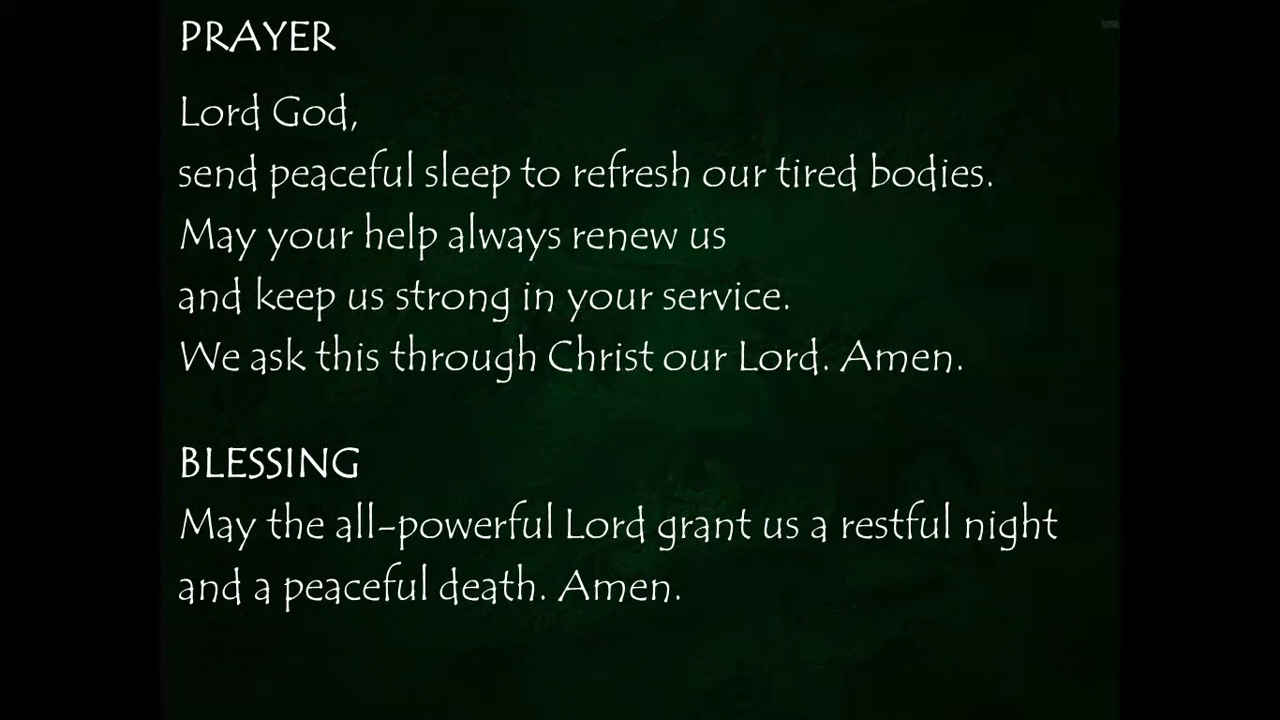 PRAYER
Lord God,
send peaceful sleep to refresh our tired bodies.
May your help always renew us
and keep us strong in your service.
We ask this through Christ our Lord. Amen.
BLESSING
May the all-powerful Lord grant us a restful night
and a peaceful death. Amen.